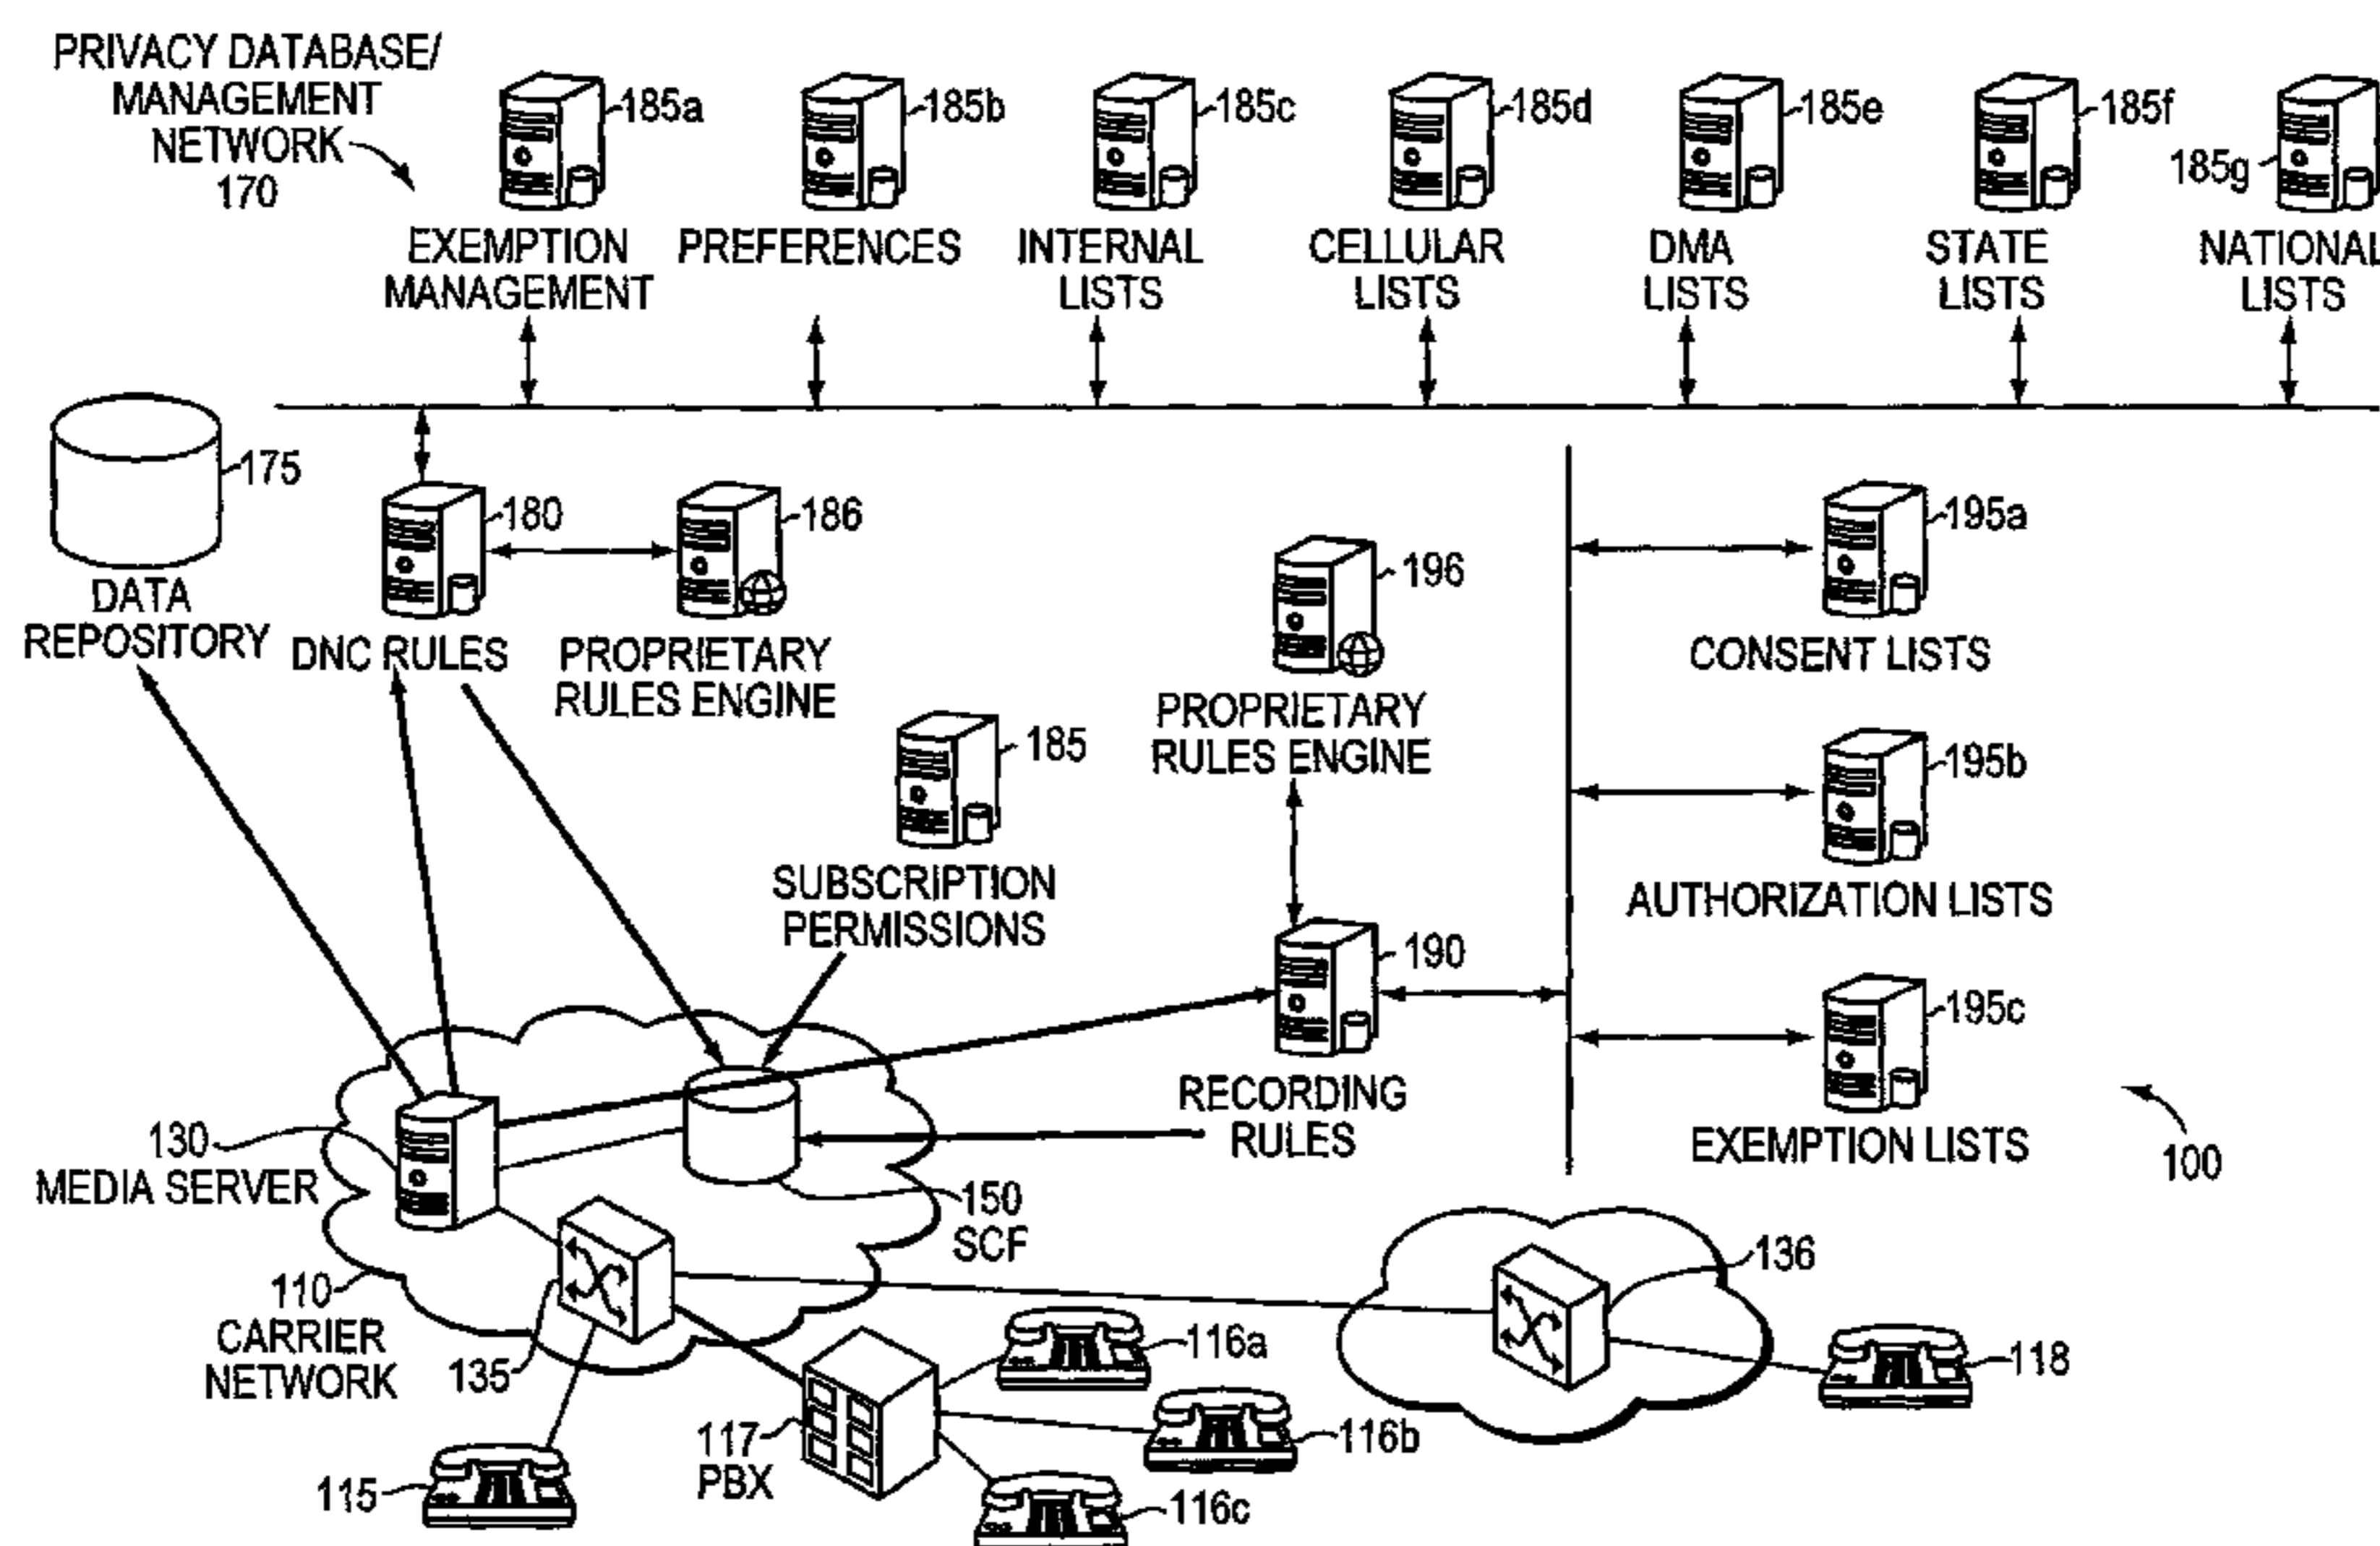 PRIVACY DATABASE/
MANAGEMENT
NETWORK
170
185a
185b
185c
185d
185e
185f
185g
EXEMPTION
MANAGEMENT
PREFERENCES
INTERNAL
LISTS
CELLULAR
LISTS
DMA
LISTS
STATE
LISTS
NATIONAL
LISTS
175
DATA
REPOSITORY
180
DNC RULES
186
PROPRIETARY
RULES ENGINE
185
SUBSCRIPTION
PERMISSIONS
196
PROPRIETARY
RULES ENGINE
190
RECORDING
RULES
195a
CONSENT LISTS
195b
AUTHORIZATION LISTS
195c
EXEMPTION LISTS
100
130
MEDIA SERVER
150
SCF
110
CARRIER
NETWORK
135
136
115
117
PBX
116a
116b
116c
118